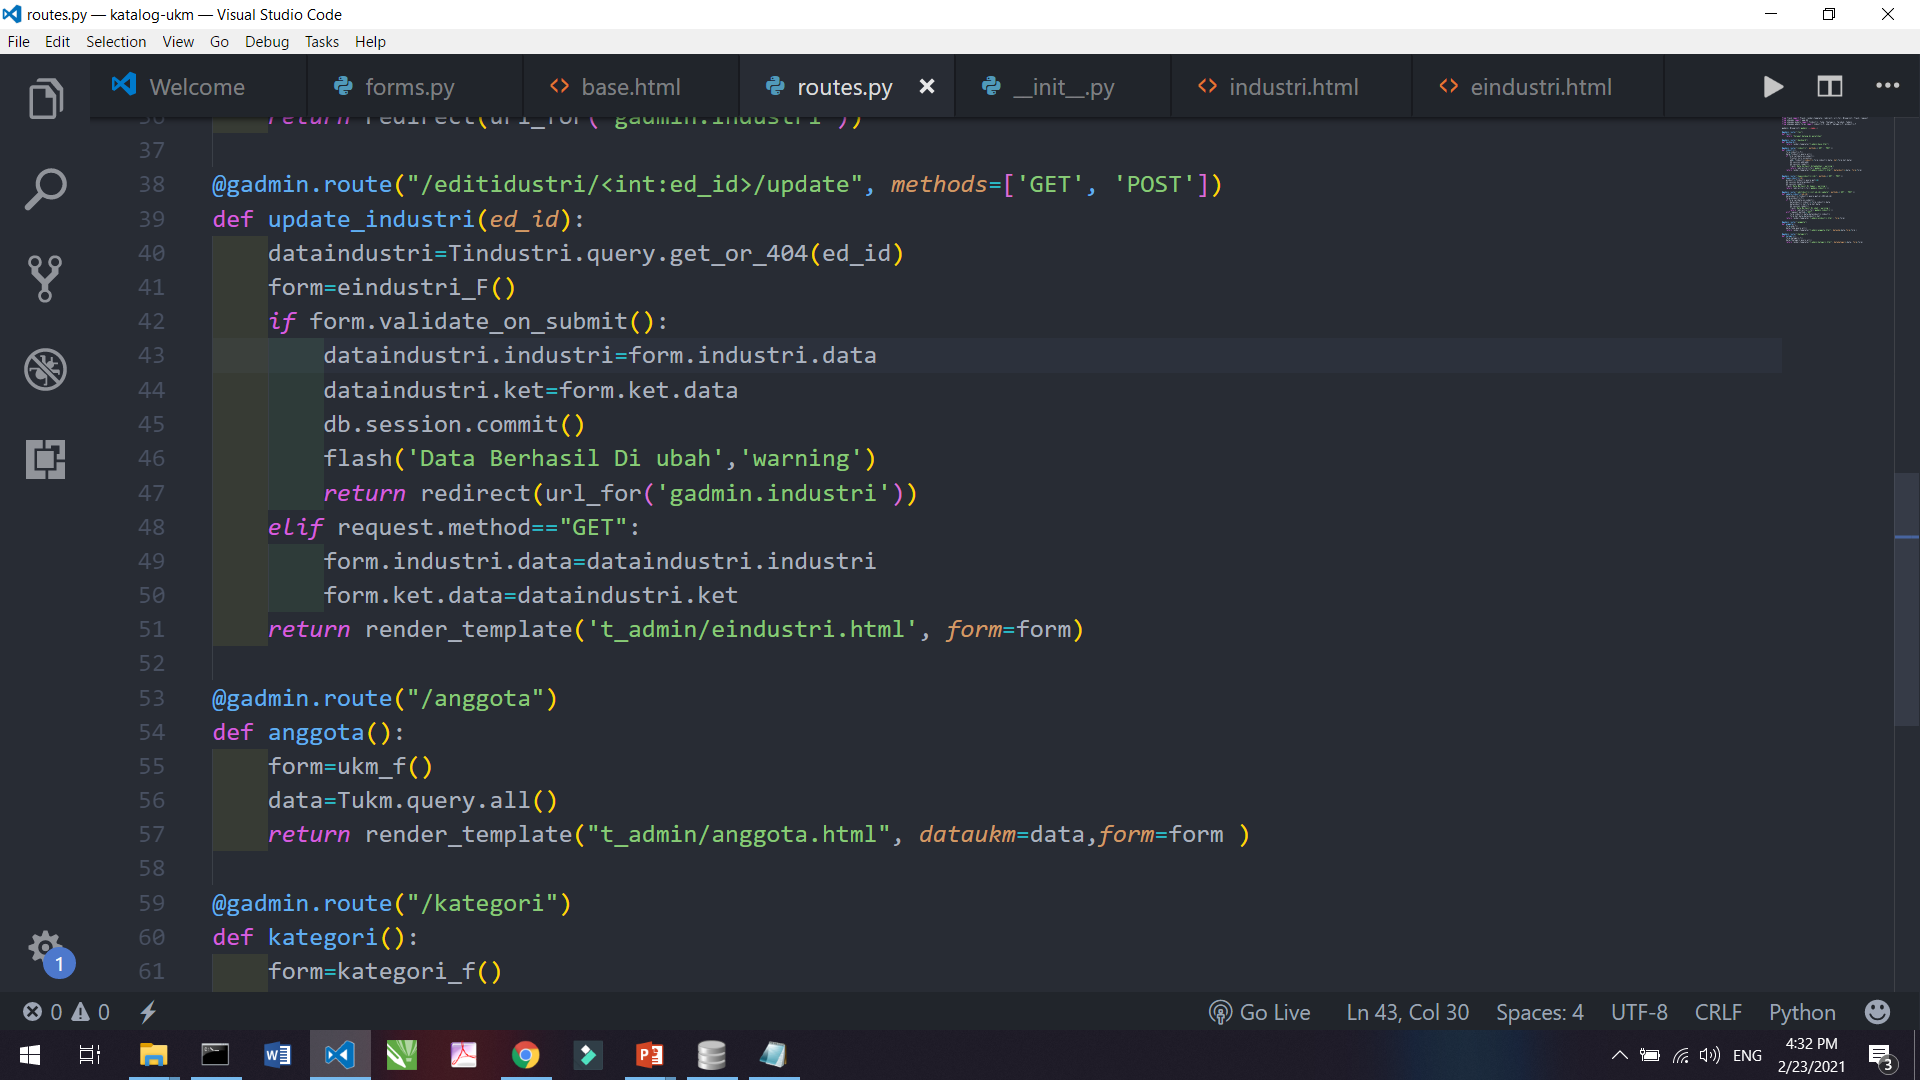 routes.py — katalog-ukm — Visual Studio Code
File Edit Selection View Go Debug Tasks Help
Welcome forms.py base.html routes.py __init__.py industri.html eindustri.html
36 return redirect(url_for('gadmin.industri'))
37
38 @gadmin.route("/editidustri/<int:ed_id>/update", methods=['GET', 'POST'])
39 def update_industri(ed_id):
40 dataindustri=Tindustri.query.get_or_404(ed_id)
41 form=eindustri_F()
42 if form.validate_on_submit():
43 dataindustri.industri=form.industri.data
44 dataindustri.ket=form.ket.data
45 db.session.commit()
46 flash('Data Berhasil Di ubah','warning')
47 return redirect(url_for('gadmin.industri'))
48 elif request.method=="GET":
49 form.industri.data=dataindustri.industri
50 form.ket.data=dataindustri.ket
51 return render_template('t_admin/eindustri.html', form=form)
52
53 @gadmin.route("/anggota")
54 def anggota():
55 form=ukm_f()
56 data=Tukm.query.all()
57 return render_template("t_admin/anggota.html", dataukm=data,form=form )
58
59 @gadmin.route("/kategori")
60 def kategori():
61 form=kategori_f()
1
0 0 Go Live Ln 43, Col 30 Spaces: 4 UTF-8 CRLF Python
ENG 4:32 PM
2/23/2021 3